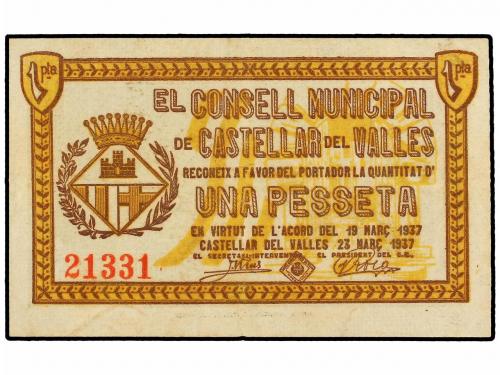 1 pta
1 pta
EL CONSELL MUNICIPAL
DE CASTELLAR DEL VALLES
RECONEIX A FAVOR DEL PORTADOR LA QUANTITAT D'
UNA PESSETA
EN VIRTUT DE L'ACORD DEL 19 MARÇ 1937
CASTELLAR DEL VALLES 23 MARÇ 1937
EL SECRETARI INTERVENTOR EL PRESIDENT DEL C.M.
21331